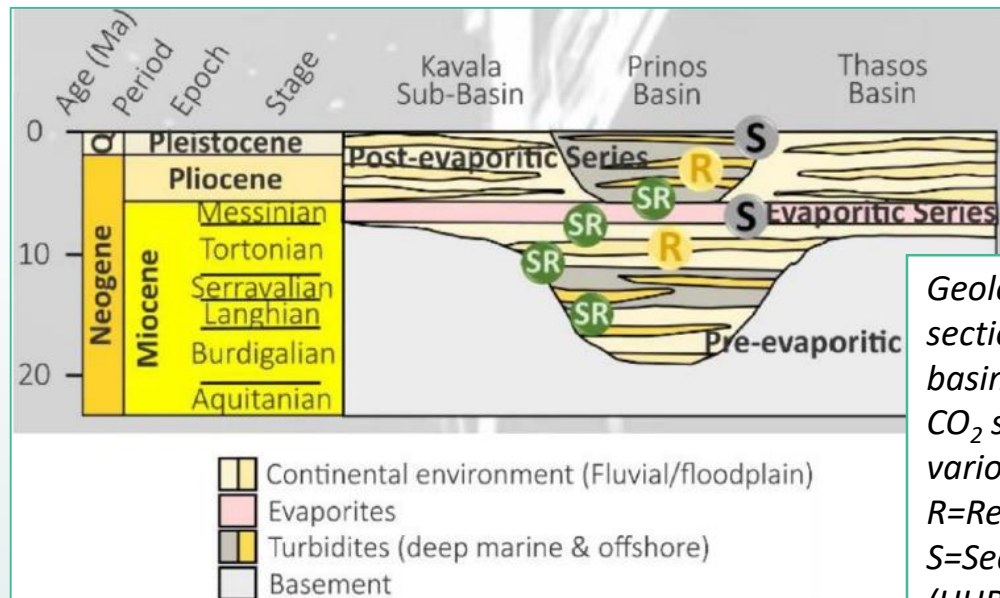 Age (Ma)
Period
Epoch
Stage
Kavala
Sub-Basin
Prinos
Basin
Thasos
Basin
0
10
20
Q
Neogene
Miocene
Pleistocene
Pliocene
Messinian
Tortonian
Serravalian
Langhian
Burdigalian
Aquitanian
Post-evaporitic Series
S
R
SR
SR
S
Evaporitic Series
R
SR
SR
Pre-evaporitic
Continental environment (Fluvial/floodplain)
Evaporites
Turbidites (deep marine & offshore)
Basement
sectio
basin
CO2 s
vario
R=Re